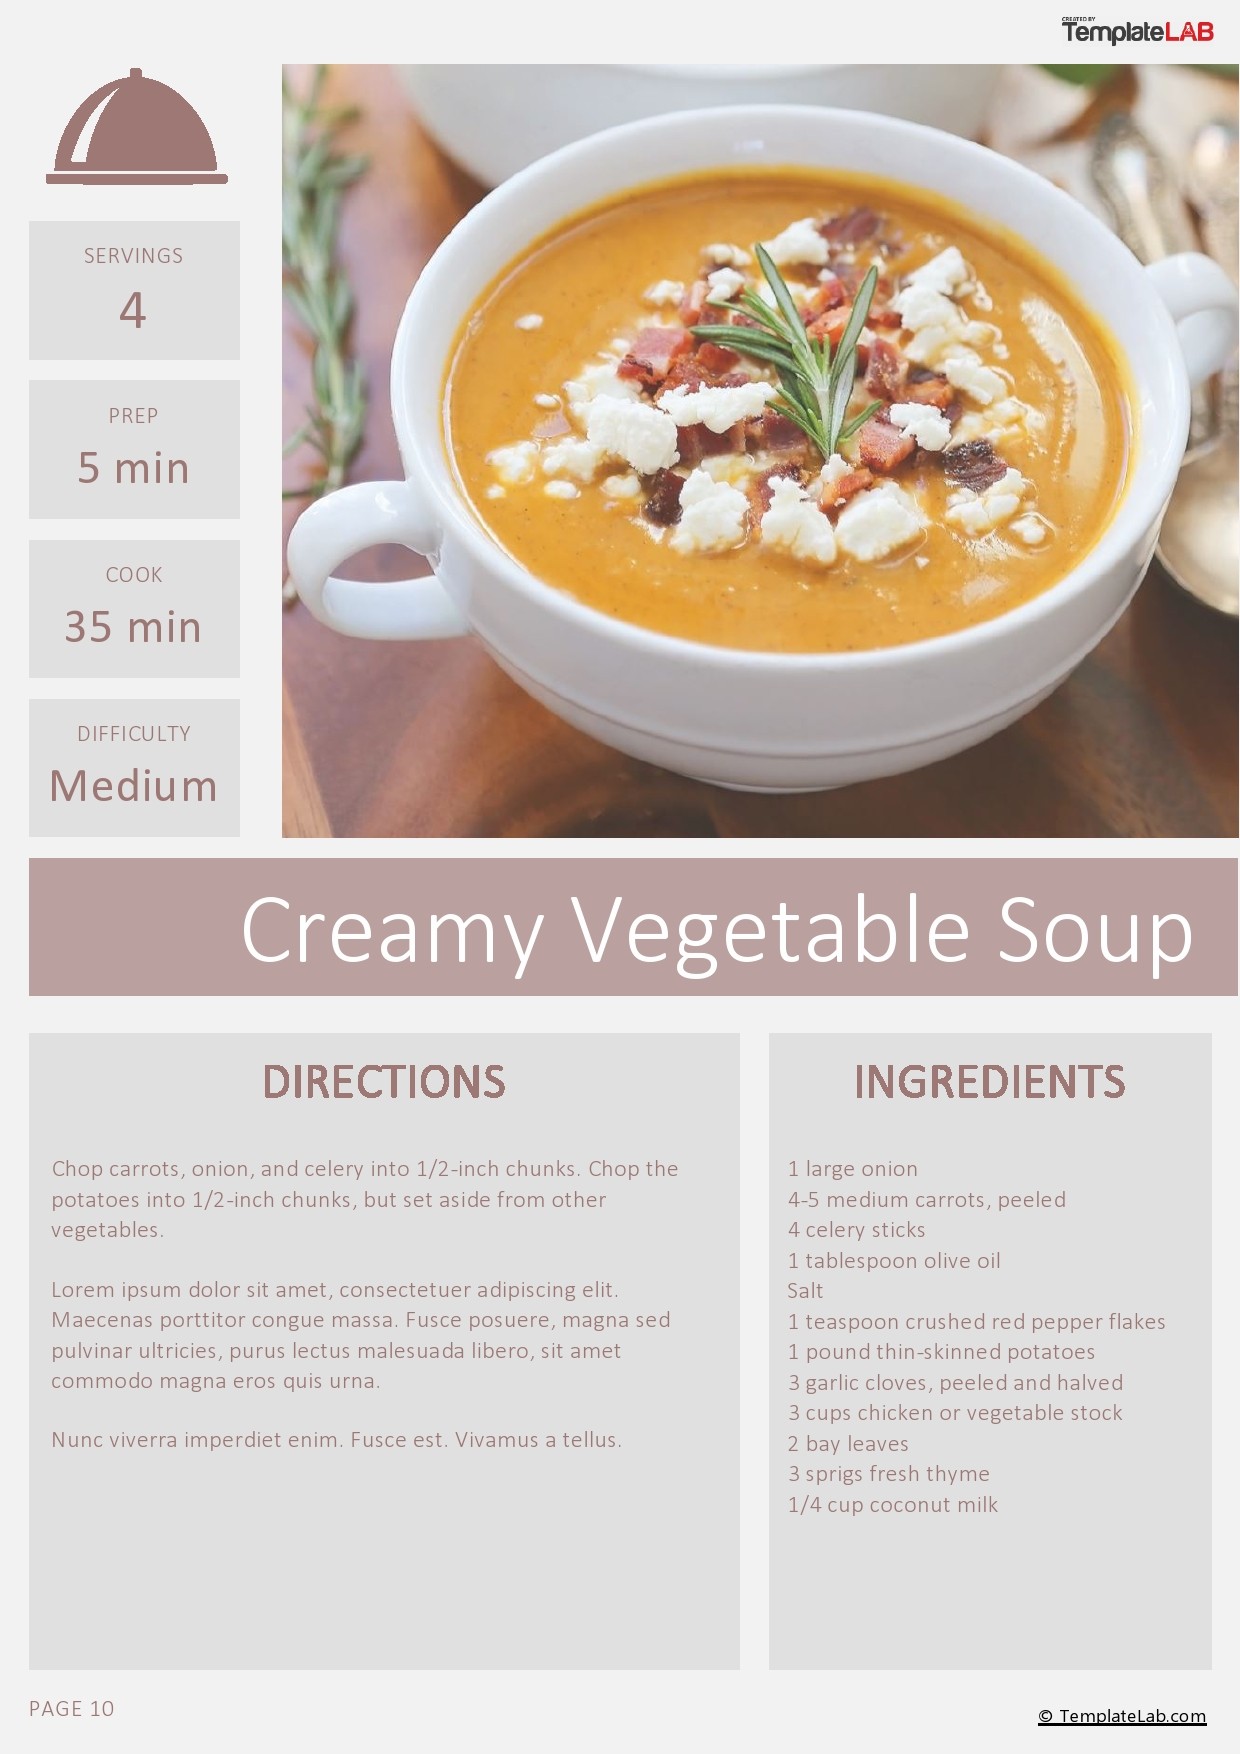 CREATED BY
TemplateLAB
SERVINGS
4
PREP
5 min
COOK
35 min
DIFFICULTY
Medium
Creamy Vegetable Soup
DIRECTIONS
Chop carrots, onion, and celery into 1/2-inch chunks. Chop the
potatoes into 1/2-inch chunks, but set aside from other
vegetables.
Lorem ipsum dolor sit amet, consectetuer adipiscing elit.
Maecenas porttitor congue massa. Fusce posuere, magna sed
pulvinar ultricies, purus lectus malesuada libero, sit amet
commodo magna eros quis urna.
Nunc viverra imperdiet enim. Fusce est. Vivamus a tellus.
INGREDIENTS
1 large onion
4-5 medium carrots, peeled
4 celery sticks
1 tablespoon olive oil
Salt
1 teaspoon crushed red pepper flakes
1 pound thin-skinned potatoes
3 garlic cloves, peeled and halved
3 cups chicken or vegetable stock
2 bay leaves
3 sprigs fresh thyme
1/4 cup coconut milk
PAGE 10
© TemplateLab.com